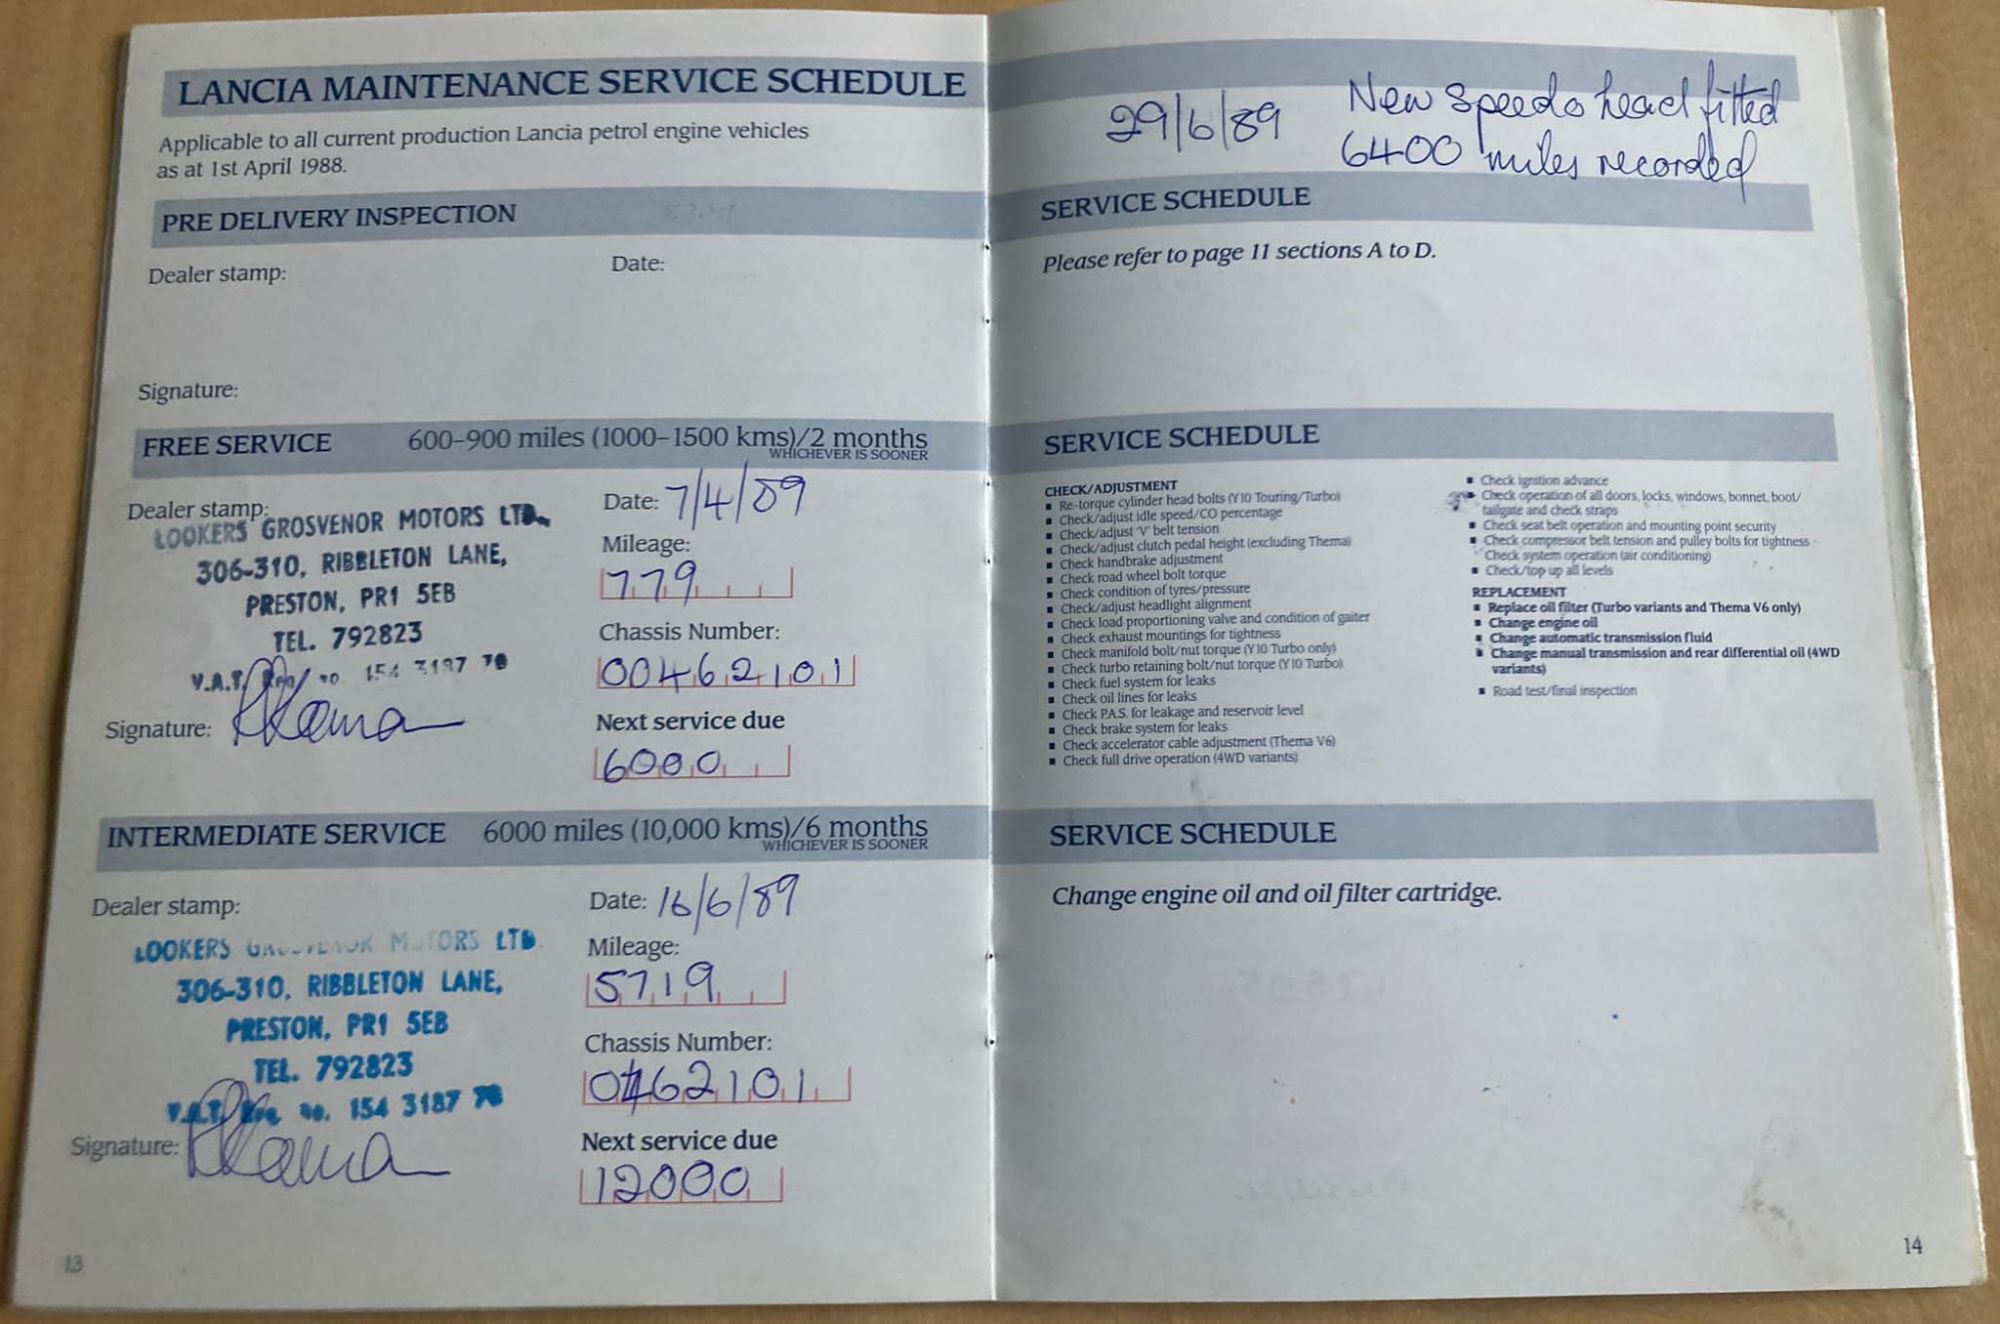 LANCIA MAINTENANCE SERVICE SCHEDULE
Applicable to all current production Lancia petrol engine vehicles
as at 1st April 1988.
PRE DELIVERY INSPECTION
Dealer stamp:
Date:
Signature:
FREE SERVICE 600–900 miles (1000–1500 kms)/2 months
WHICHEVER IS SOONER
Dealer stamp:
LOOKERS GROSVENOR MOTORS LTD.
306-310, RIBBLETON LANE,
PRESTON, PR1 5EB
TEL. 792823
V.A.T. Reg no 154 3187 78
Signature:
Date: 7/4/89
Mileage:
779
Chassis Number:
00462101
Next service due
6000
INTERMEDIATE SERVICE 6000 miles (10,000 kms)/6 months
WHICHEVER IS SOONER
Dealer stamp:
LOOKERS GROSVENOR MOTORS LTD.
306-310, RIBBLETON LANE,
PRESTON, PR1 5EB
TEL. 792823
V.A.T. Reg. no. 154 3187 78
Signature:
Date: 16/6/89
Mileage:
5719
Chassis Number:
0462101
Next service due
12000
13
29/6/89 New Speedo head fitted
6400 miles recorded
SERVICE SCHEDULE
Please refer to page 11 sections A to D.
SERVICE SCHEDULE
CHECK/ADJUSTMENT
▪ Re-torque cylinder head bolts (Y10 Touring/Turbo)
▪ Check/adjust idle speed/CO percentage
▪ Check/adjust 'V' belt tension
▪ Check/adjust clutch pedal height (excluding Thema)
▪ Check handbrake adjustment
▪ Check road wheel bolt torque
▪ Check condition of tyres/pressure
▪ Check/adjust headlight alignment
▪ Check load proportioning valve and condition of gaiter
▪ Check exhaust mountings for tightness
▪ Check manifold bolt/nut torque (Y10 Turbo only)
▪ Check turbo retaining bolt/nut torque (Y10 Turbo)
▪ Check fuel system for leaks
▪ Check oil lines for leaks
▪ Check P.A.S. for leakage and reservoir level
▪ Check brake system for leaks
▪ Check accelerator cable adjustment (Thema V6)
▪ Check full drive operation (4WD variants)
▪ Check ignition advance
▪ Check operation of all doors, locks, windows, bonnet, boot/
tailgate and check straps
▪ Check seat belt operation and mounting point security
▪ Check compressor belt tension and pulley bolts for tightness -
Check system operation (air conditioning)
▪ Check/top up all levels
REPLACEMENT
▪ Replace oil filter (Turbo variants and Thema V6 only)
▪ Change engine oil
▪ Change automatic transmission fluid
▪ Change manual transmission and rear differential oil (4WD
variants)
▪ Road test/final inspection
SERVICE SCHEDULE
Change engine oil and oil filter cartridge.
14